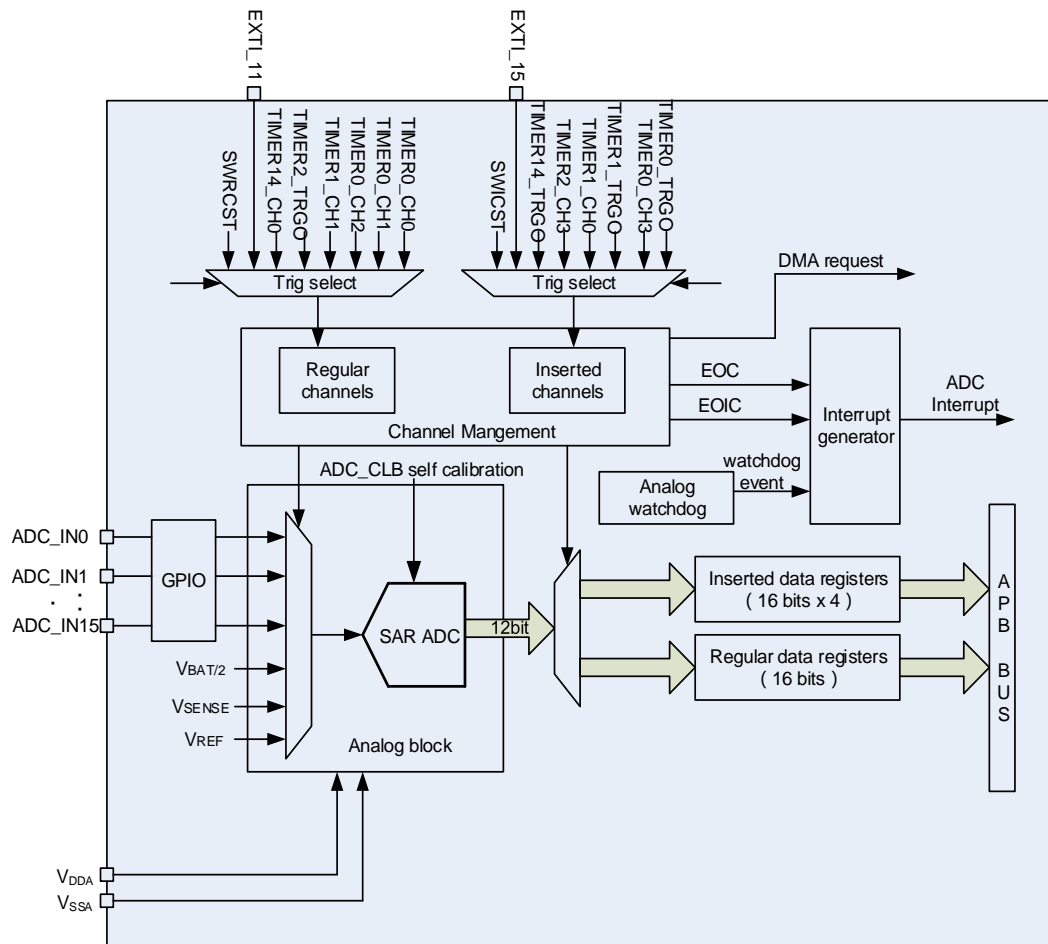 EXTI_11
EXTI_15
SWRCST
TIMER14_CH0
TIMER2_TRGO
TIMER1_CH1
TIMER0_CH2
TIMER0_CH1
TIMER0_CH0
SWICST
TIMER14_TRGO
TIMER2_CH3
TIMER1_CH0
TIMER1_TRGO
TIMER0_CH3
TIMER0_TRGO
Trig select
Trig select
DMA request
Regular
channels
Inserted
channels
Channel Mangement
EOC
EOIC
Interrupt
generator
ADC
Interrupt
watchdog
event
Analog
watchdog
ADC_CLB self calibration
ADC_IN0
ADC_IN1
. .
. .
ADC_IN15
GPIO
SAR ADC
12bit
VBAT/2
VSENSE
VREF
Analog block
Inserted data registers
( 16 bits x 4 )
Regular data registers
( 16 bits )
A
P
B
B
U
S
VDDA
VSSA